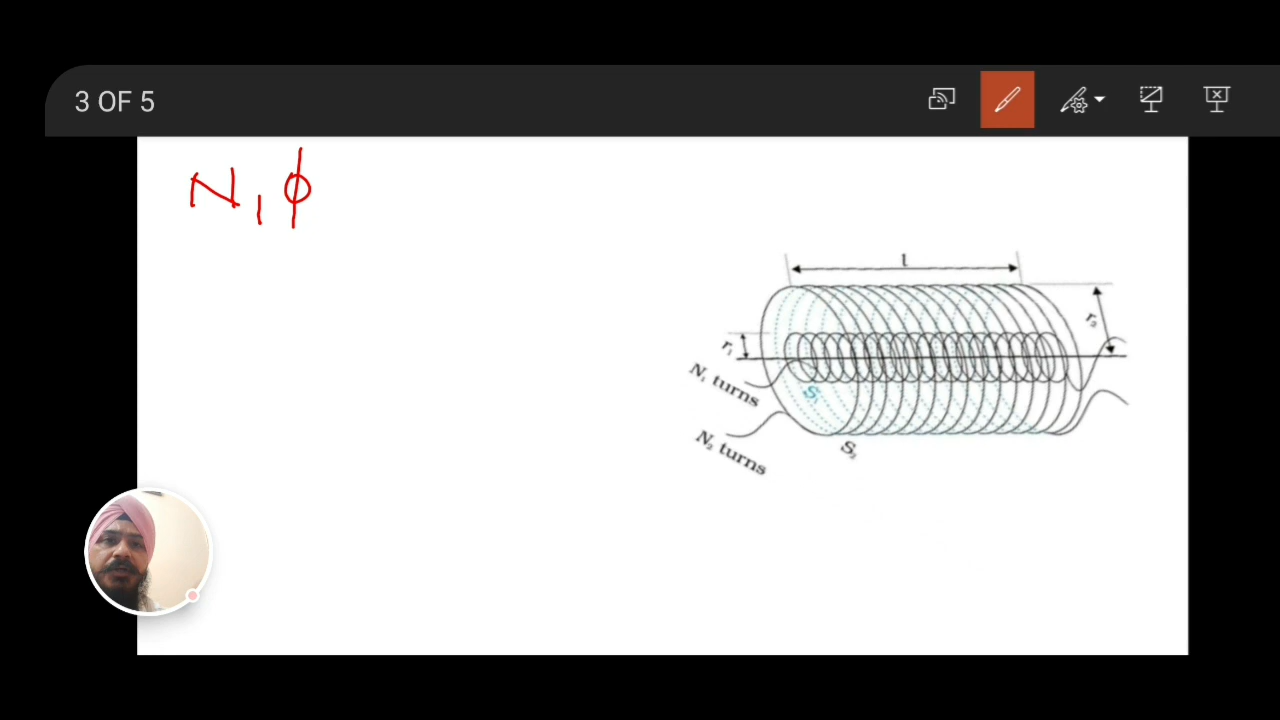 3 OF 5
N₁ϕ
l
r₂
r₁
N₁ turns
S₁
N₂ turns
S₂